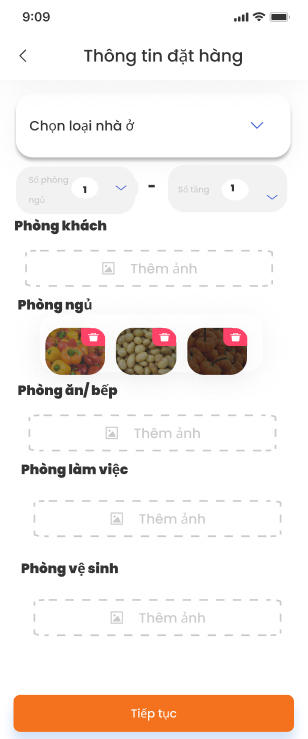 9:09
Thông tin đặt hàng
Chọn loại nhà ở
Số phòng
ngủ
1
-
Số tầng
1
Phòng khách
Thêm ảnh
Phòng ngủ
Phòng ăn/ bếp
Thêm ảnh
Phòng làm việc
Thêm ảnh
Phòng vệ sinh
Thêm ảnh
Tiếp tục